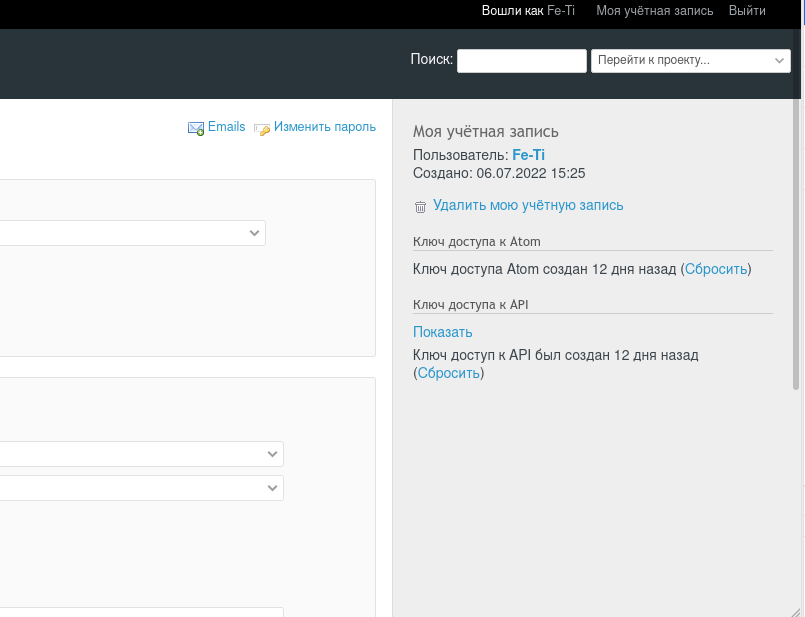 Вошли как Fe-Ti Моя учётная запись Выйти
Поиск: Перейти к проекту...
Emails Изменить пароль
Моя учётная запись
Пользователь: Fe-Ti
Создано: 06.07.2022 15:25
Удалить мою учётную запись
Ключ доступа к Atom
Ключ доступа Atom создан 12 дня назад (Сбросить)
Ключ доступа к API
Показать
Ключ доступ к API был создан 12 дня назад
(Сбросить)